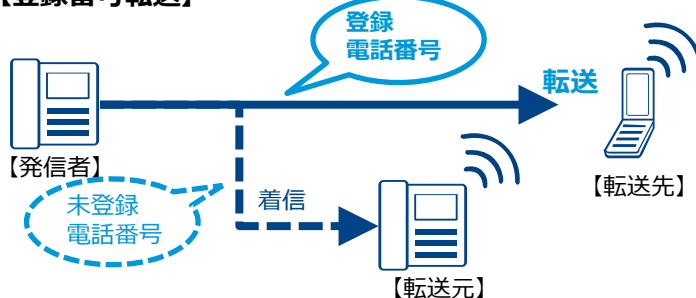 【登録番号転送】
登録
電話番号
転送
【発信者】
【転送先】
未登録
電話番号
着信
【転送元】